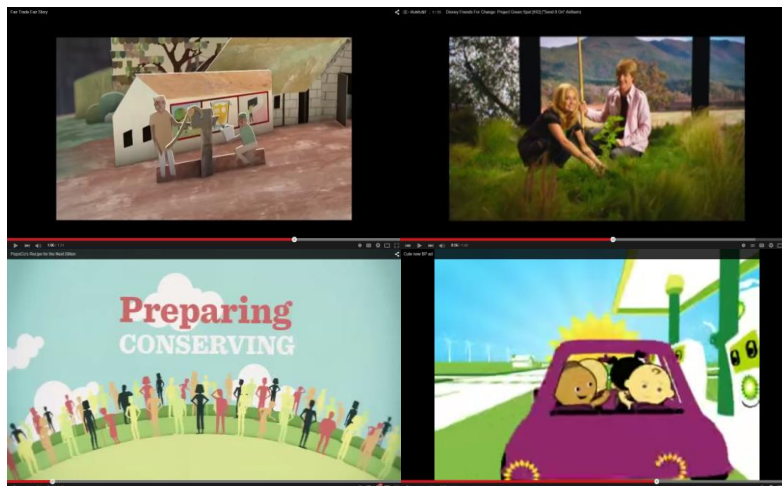 Fair Trade Fair Story
Disney Friends For Change: Project Green Spot [HD] ("Send It On" Anthem)
PepsiCo's Recipe for the Next Billion
Preparing
CONSERVING
Cute new BP ad